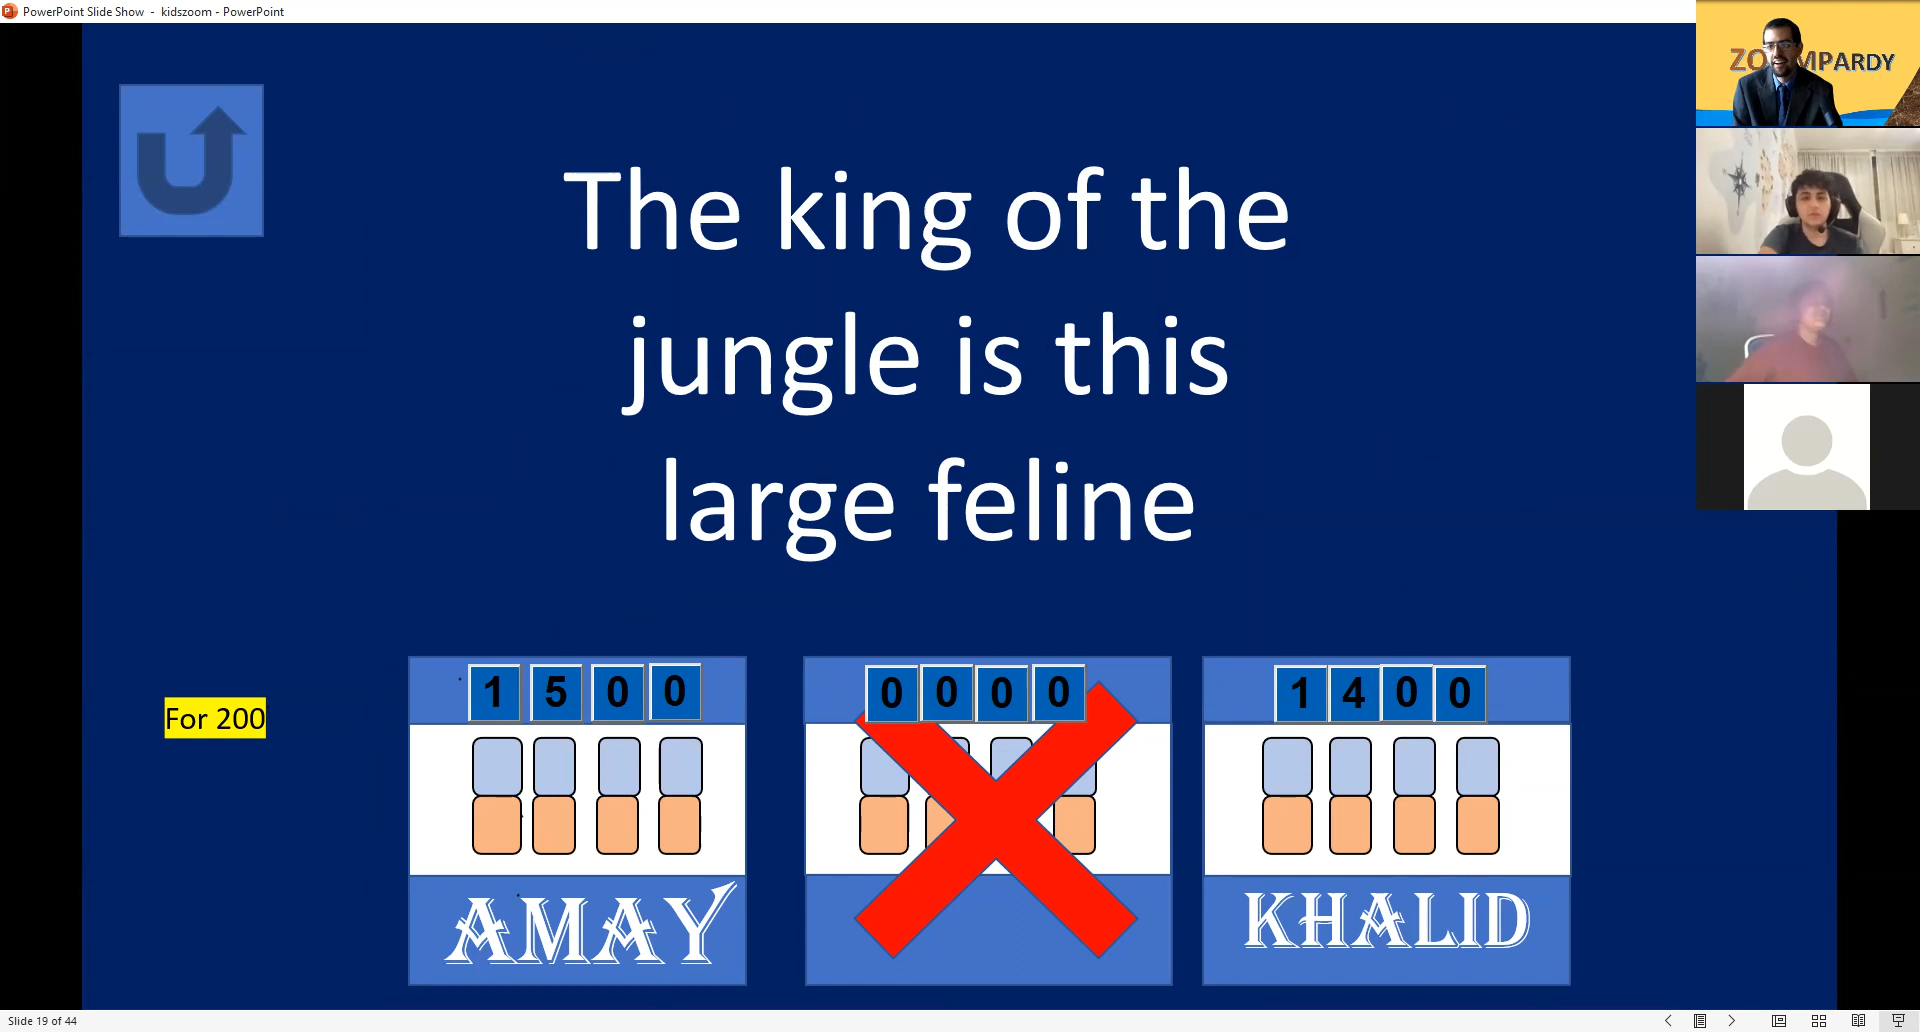 PowerPoint Slide Show - kidszoom - PowerPoint
The king of the
jungle is this
large feline
For 200
1 5 0 0
0 0 0 0
1 4 0 0
AMAY
KHALID
Slide 19 of 44